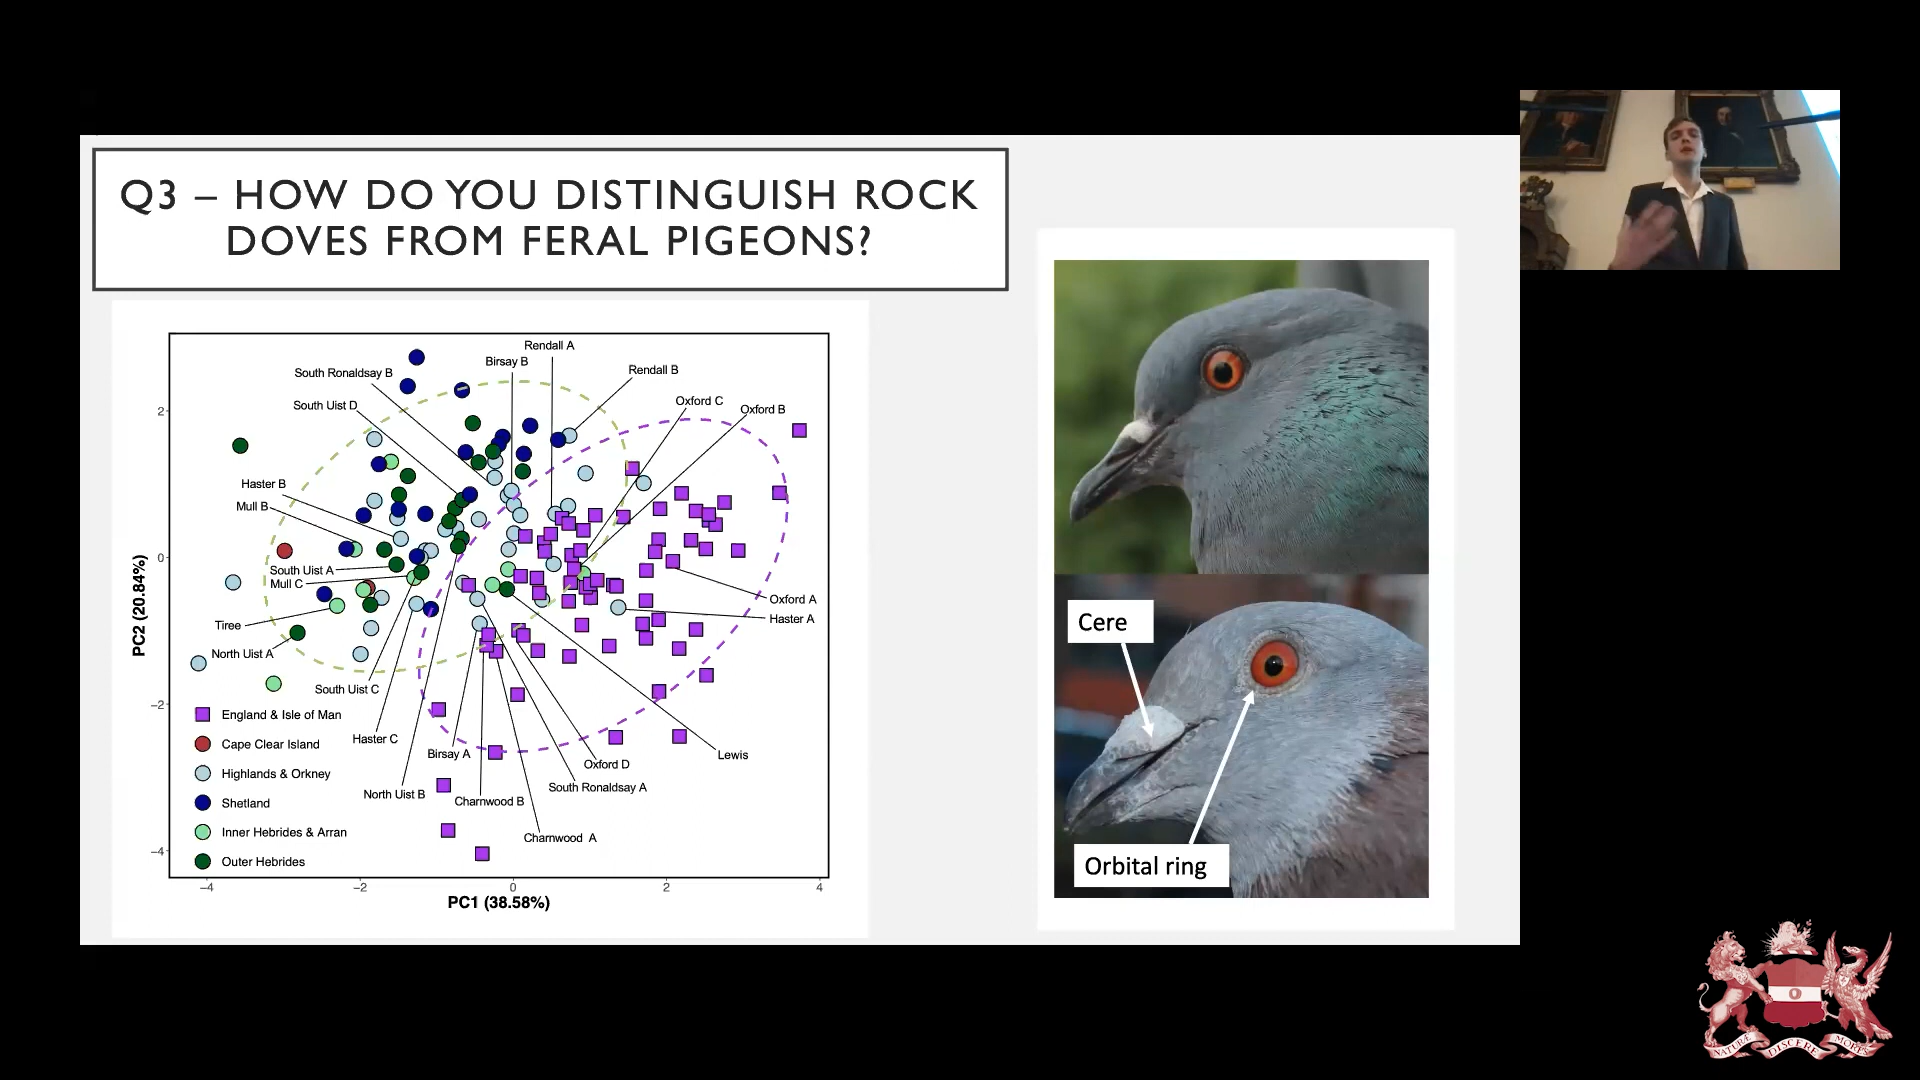 Q3 – HOW DO YOU DISTINGUISH ROCK
DOVES FROM FERAL PIGEONS?
Rendall A
Birsay B
South Ronaldsay B
Rendall B
South Uist D
Oxford C
Oxford B
2
Haster B
Mull B
0
South Uist A
Mull C
Oxford A
Haster A
Tiree
North Uist A
South Uist C
−2
England & Isle of Man
Cape Clear Island
Highlands & Orkney
Shetland
Inner Hebrides & Arran
Outer Hebrides
Haster C
Birsay A
Lewis
Oxford D
South Ronaldsay A
North Uist B
Charnwood B
Charnwood A
−4
−4
−2
0
2
4
PC1 (38.58%)
PC2 (20.84%)
Cere
Orbital ring
NATURÆ
DISCERE
MORES